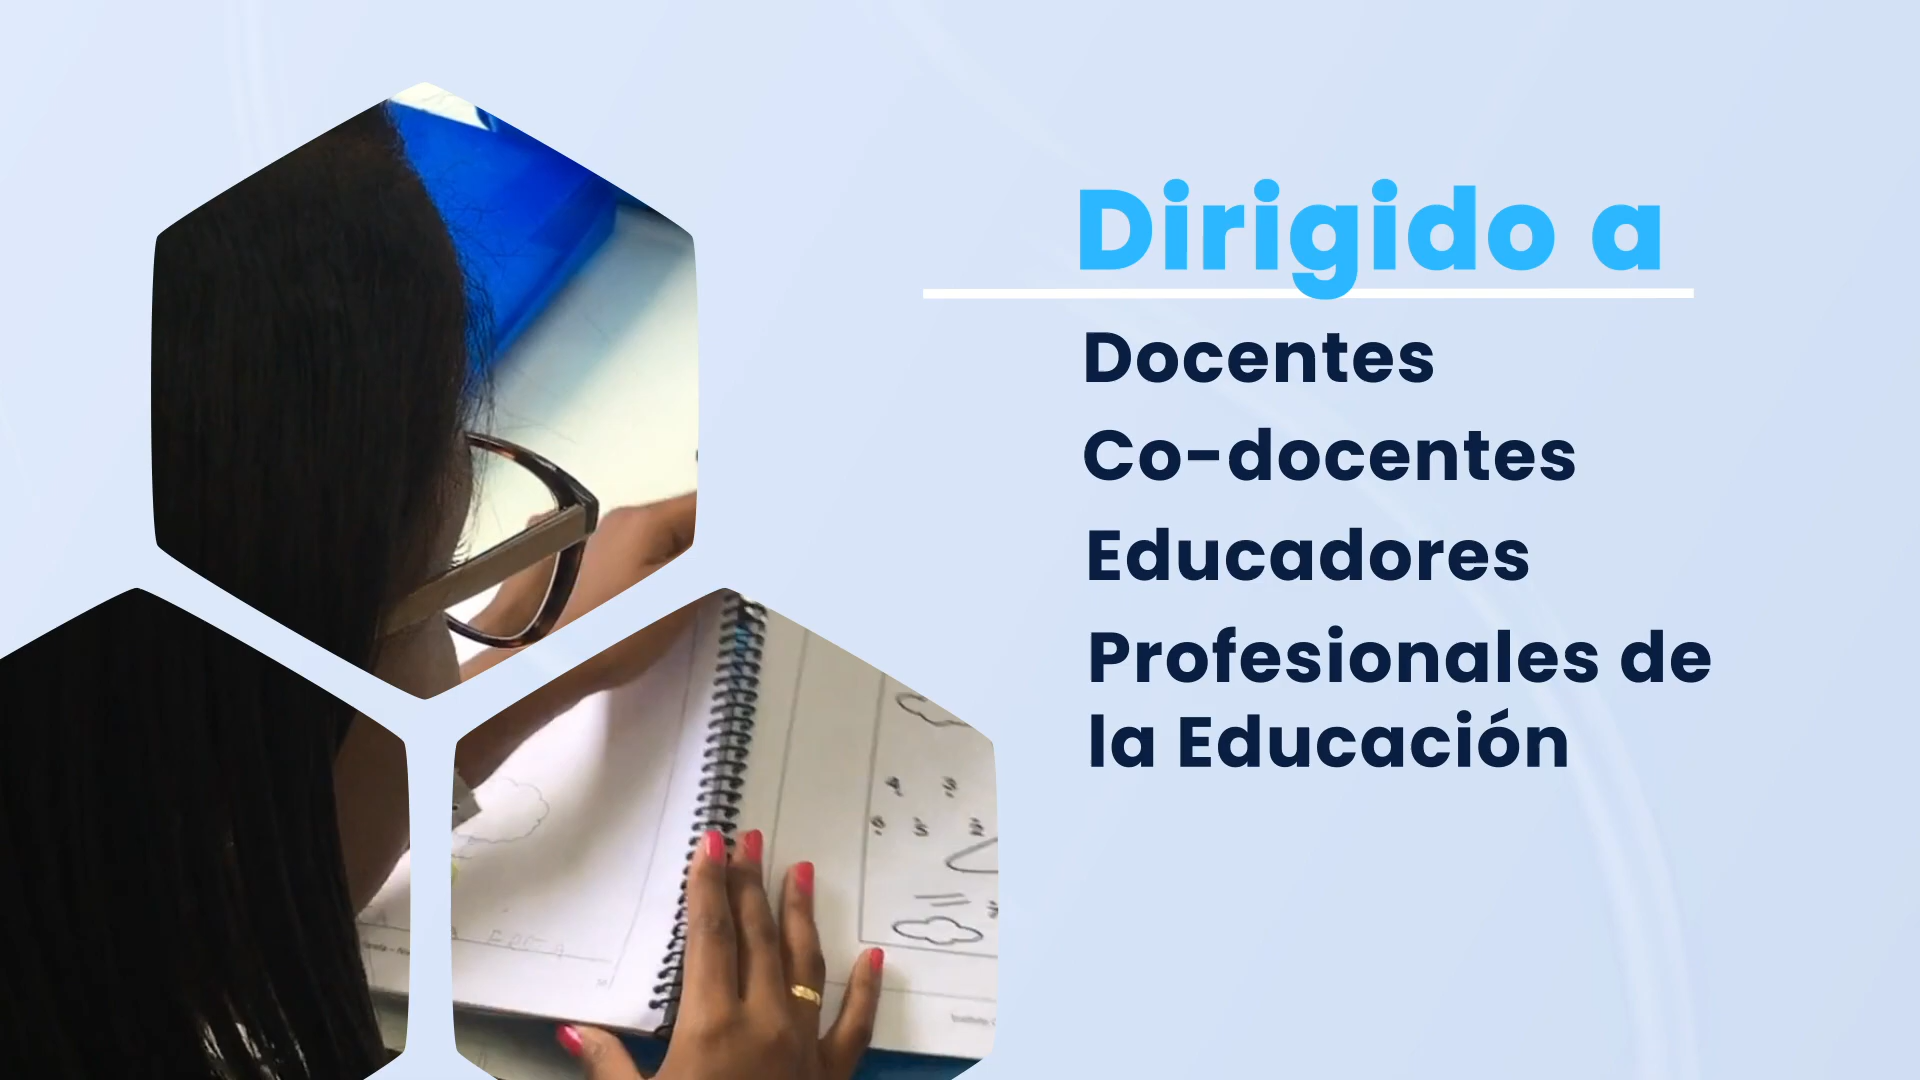 Dirigido a
Docentes
Co-docentes
Educadores
Profesionales de
la Educación